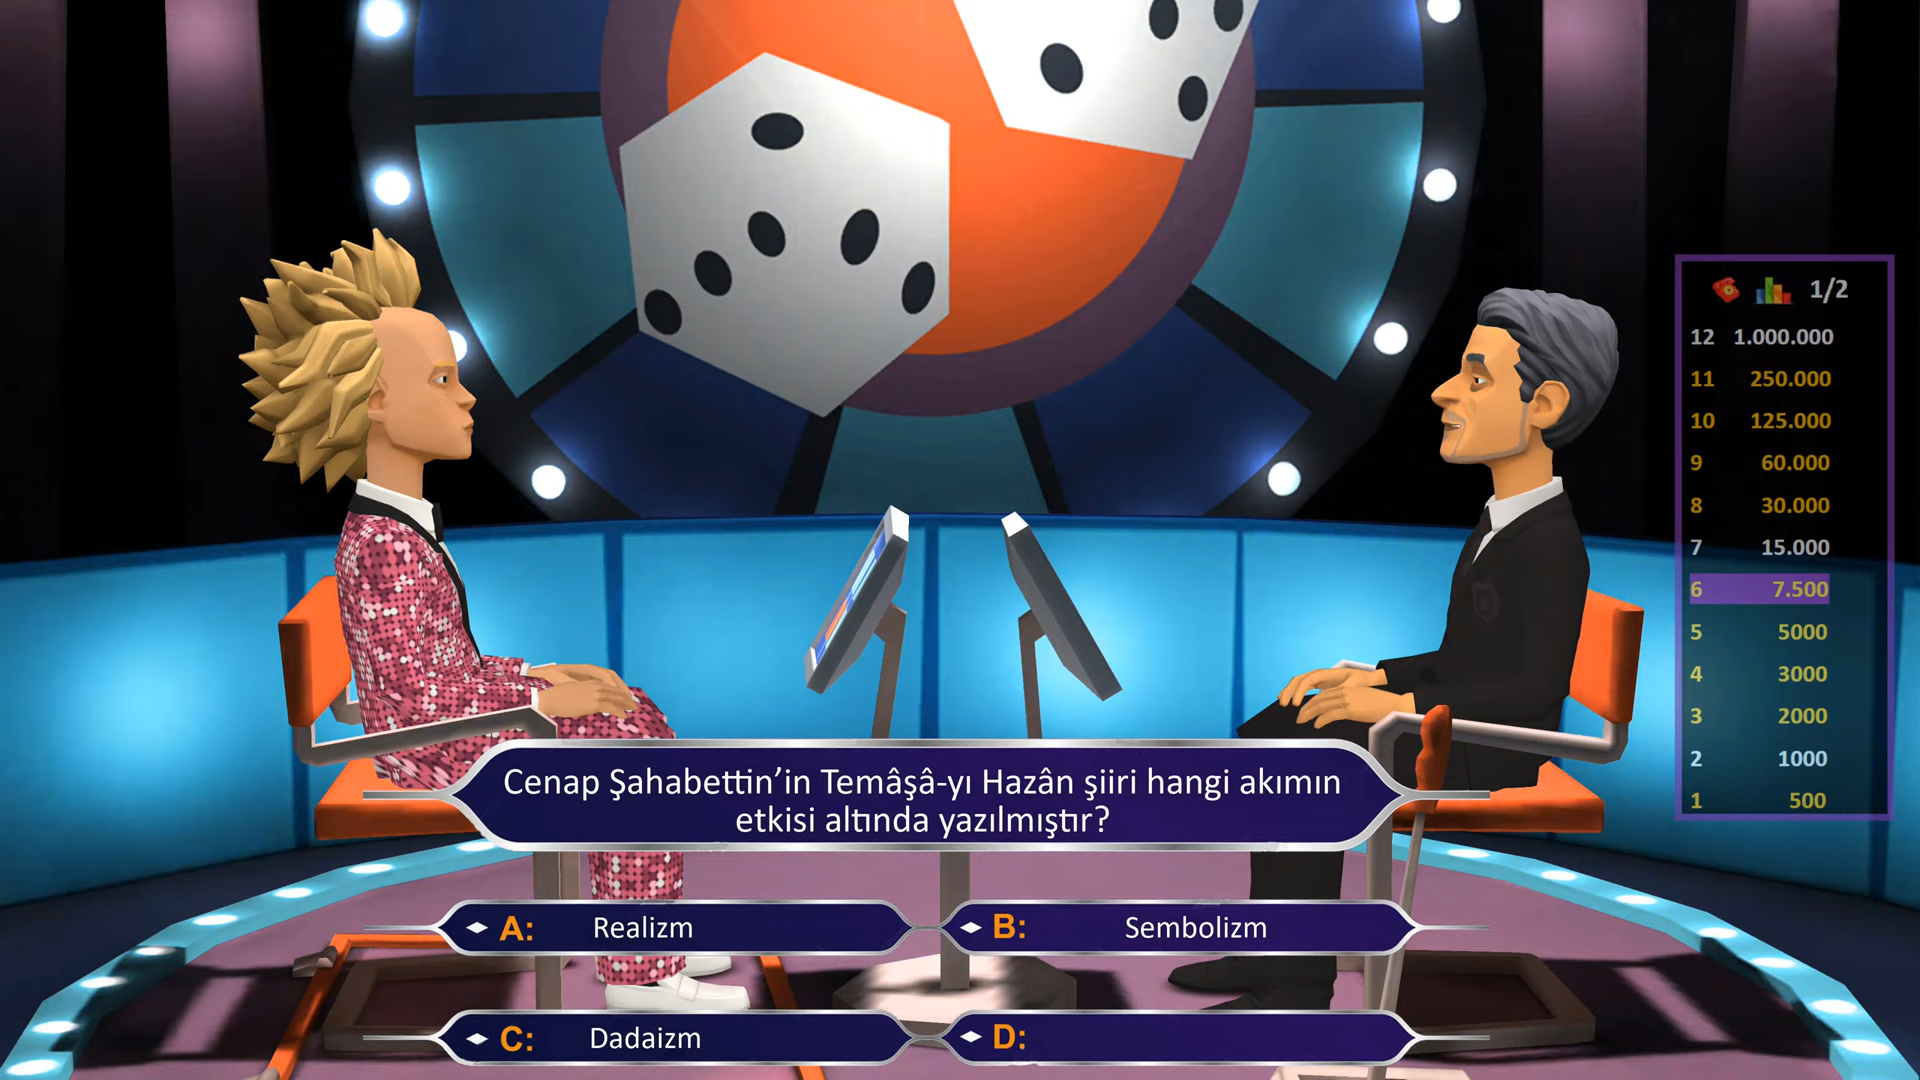 1/2
12 1.000.000
11 250.000
10 125.000
9 60.000
8 30.000
7 15.000
6 7.500
5 5000
4 3000
3 2000
2 1000
1 500
Cenap Şahabettin’in Temâşâ-yı Hazân şiiri hangi akımın
etkisi altında yazılmıştır?
A: Realizm
B: Sembolizm
C: Dadaizm
D: